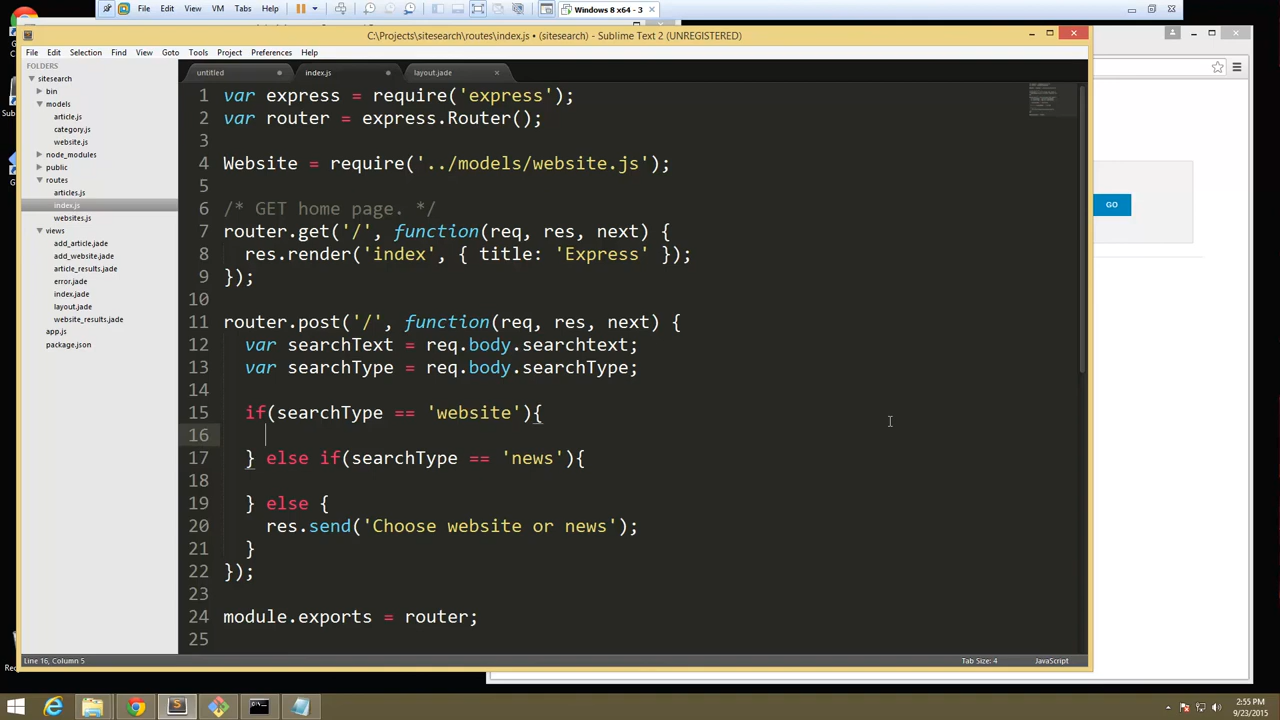 File Edit View VM Tabs Help Windows 8 x64 - 3
C:\Projects\sitesearch\routes\index.js • (sitesearch) - Sublime Text 2 (UNREGISTERED)
File Edit Selection Find View Goto Tools Project Preferences Help
FOLDERS
sitesearch
bin
models
article.js
category.js
website.js
node_modules
public
routes
articles.js
index.js
websites.js
views
add_article.jade
add_website.jade
article_results.jade
error.jade
index.jade
layout.jade
website_results.jade
app.js
package.json
untitled index.js layout.jade
1 var express = require('express');
2 var router = express.Router();
3
4 Website = require('../models/website.js');
5
6 /* GET home page. */
7 router.get('/', function(req, res, next) {
8 res.render('index', { title: 'Express' });
9 });
10
11 router.post('/', function(req, res, next) {
12 var searchText = req.body.searchtext;
13 var searchType = req.body.searchType;
14
15 if(searchType == 'website'){
16
17 } else if(searchType == 'news'){
18
19 } else {
20 res.send('Choose website or news');
21 }
22 });
23
24 module.exports = router;
25
GO
Line 16, Column 5 Tab Size: 4 JavaScript
2:55 PM
9/23/2015